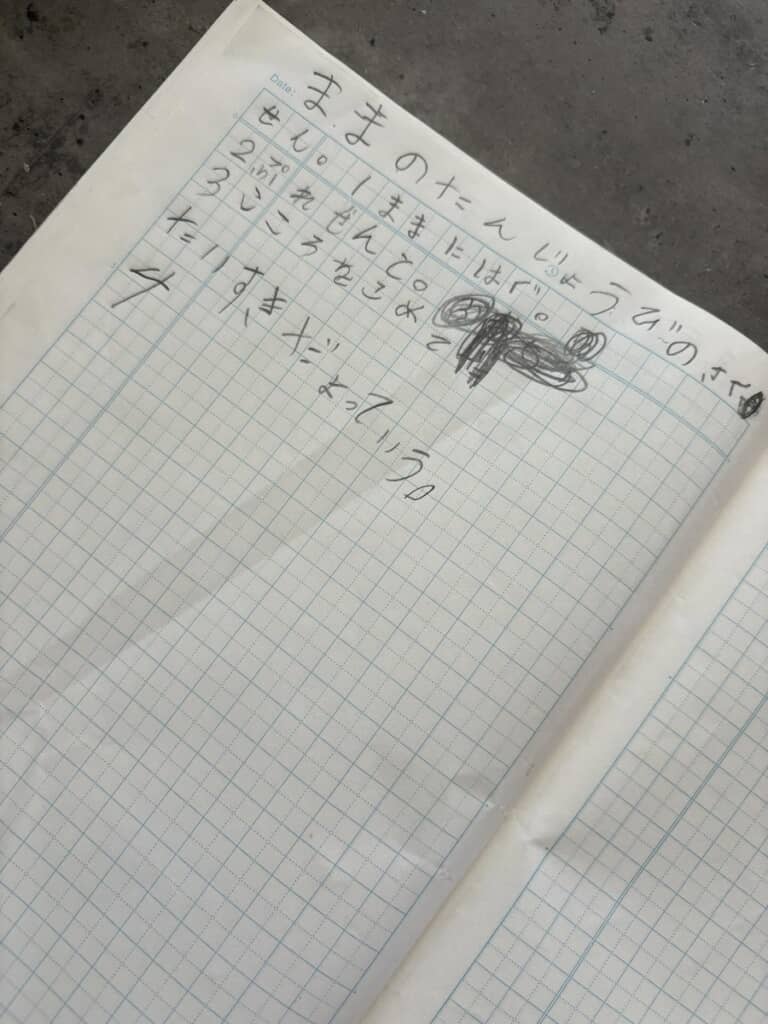 Date:
ままのたんじょうびのさく
せん。1 ままにはぐ。
2 ぷれぜんと。
3 こころをこめて
たいすきだよっていう。
4